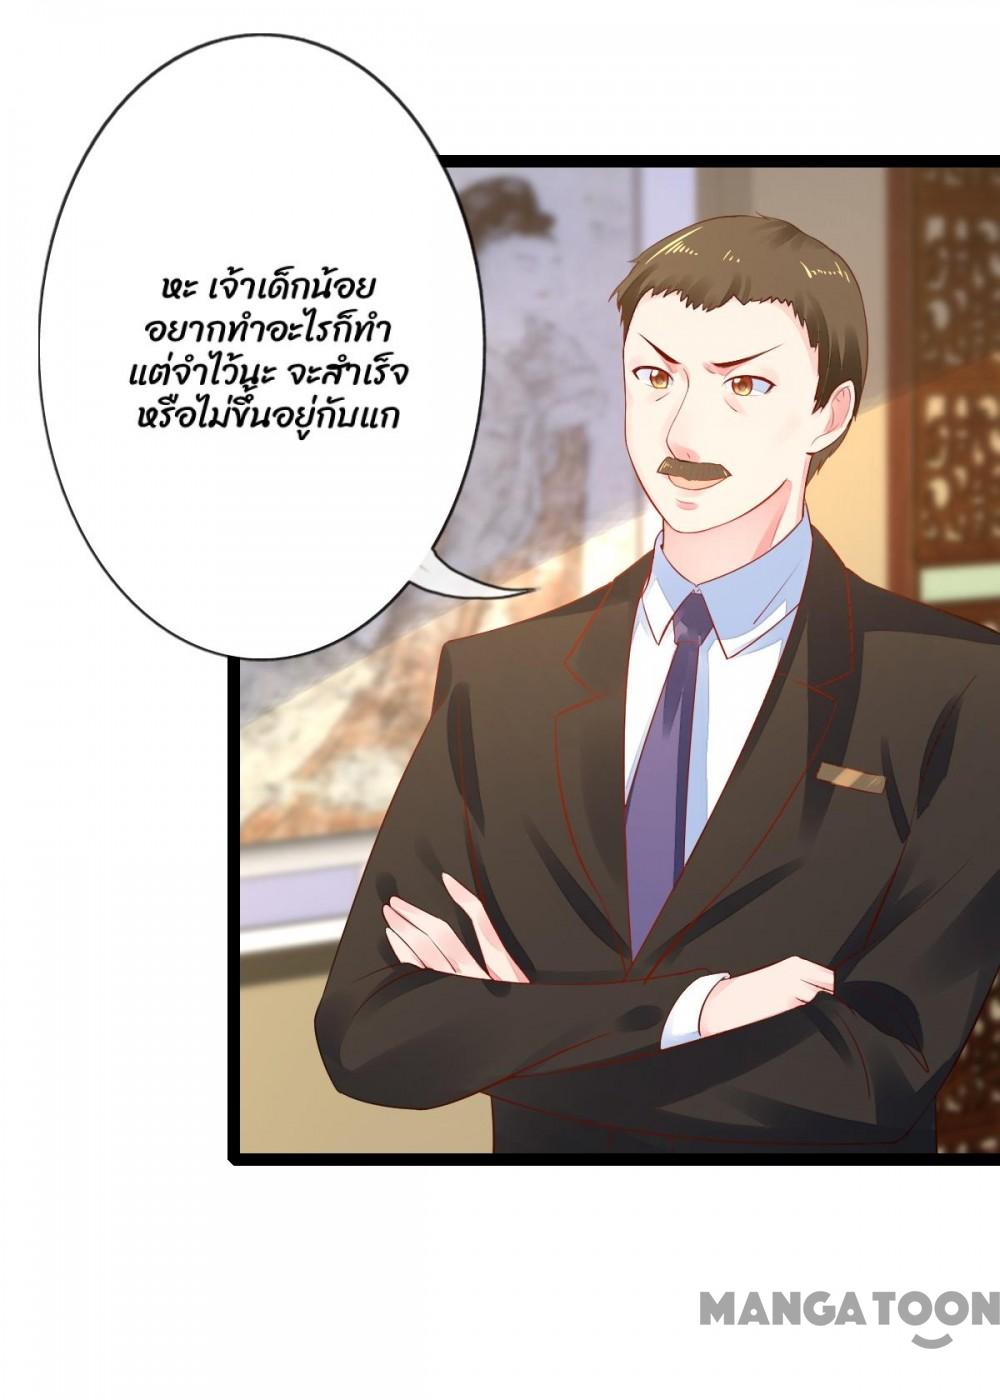 หะ เจ้าเด็กน้อย
อยากทำอะไรก็ทำ
แต่จำไว้นะ จะสำเร็จ
หรือไม่ขึ้นอยู่กับแก
MANGATOON